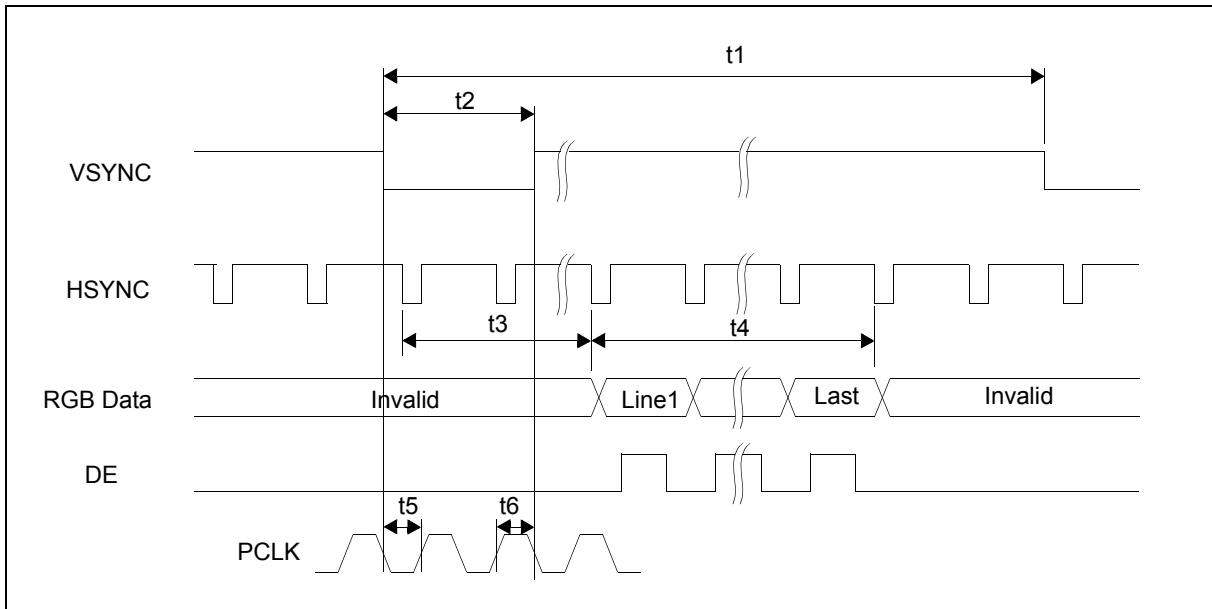 t1
t2
VSYNC
HSYNC
t3
t4
RGB Data
Invalid
Line1
Last
Invalid
DE
t5
t6
PCLK